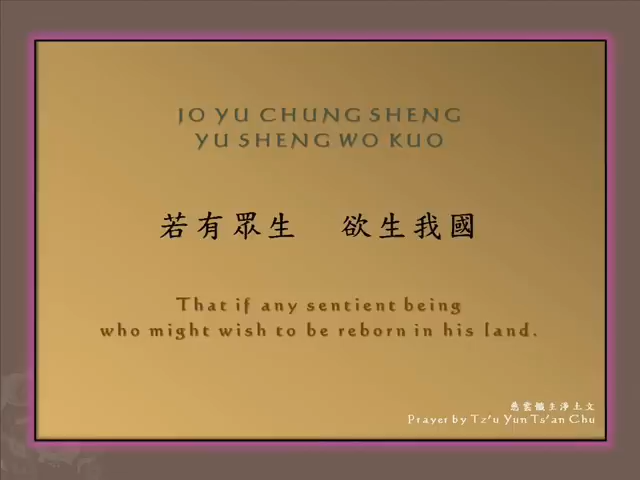 JO YU CHUNG SHENG
YU SHENG WO KUO
若有眾生 欲生我國
That if any sentient being
who might wish to be reborn in his land.
慈雲懺主淨土文
Prayer by Tz'u Yun Ts'an Chu